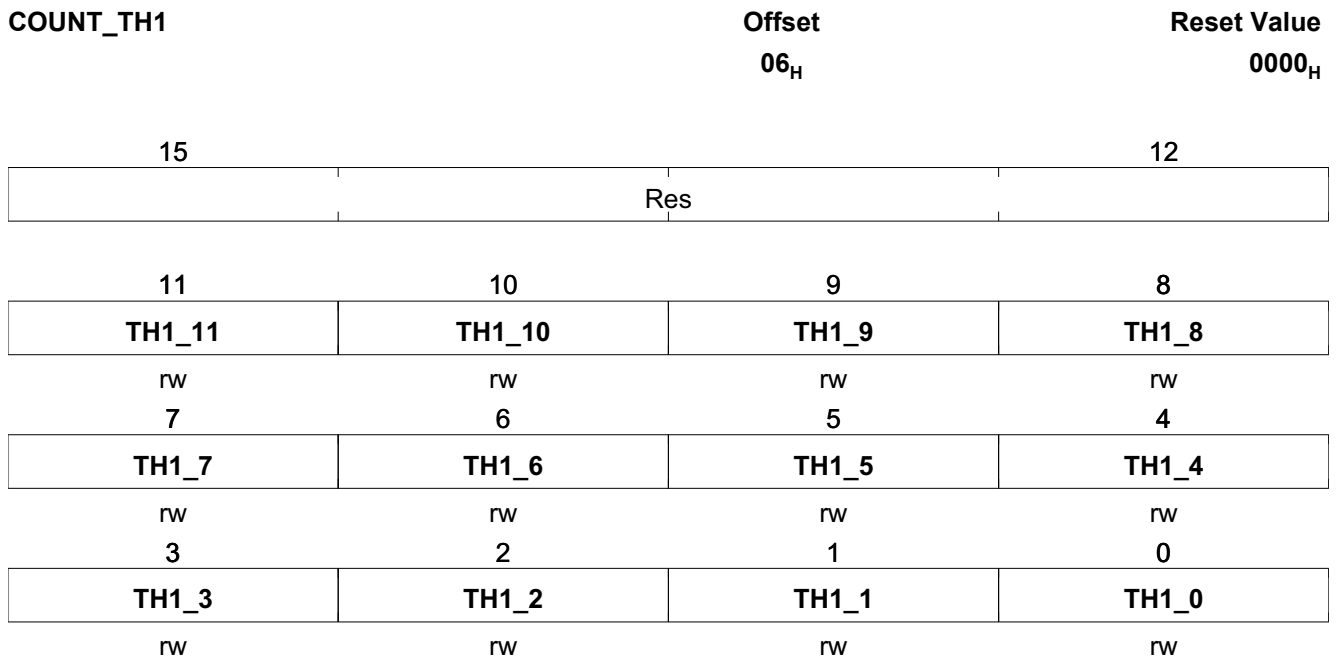 COUNT_TH1 Offset Reset Value
06H 0000H
15 12
Res
11 10 9 8
TH1_11 TH1_10 TH1_9 TH1_8
rw rw rw rw
7 6 5 4
TH1_7 TH1_6 TH1_5 TH1_4
rw rw rw rw
3 2 1 0
TH1_3 TH1_2 TH1_1 TH1_0
rw rw rw rw